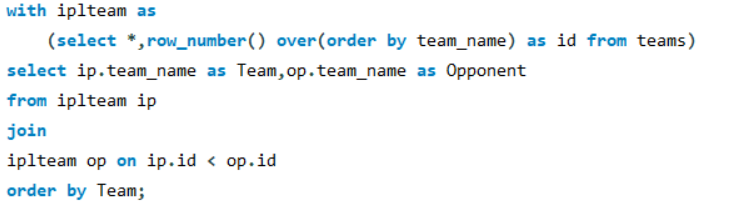 with iplteam as
(select *,row_number() over(order by team_name) as id from teams)
select ip.team_name as Team,op.team_name as Opponent
from iplteam ip
join
iplteam op on ip.id < op.id
order by Team;